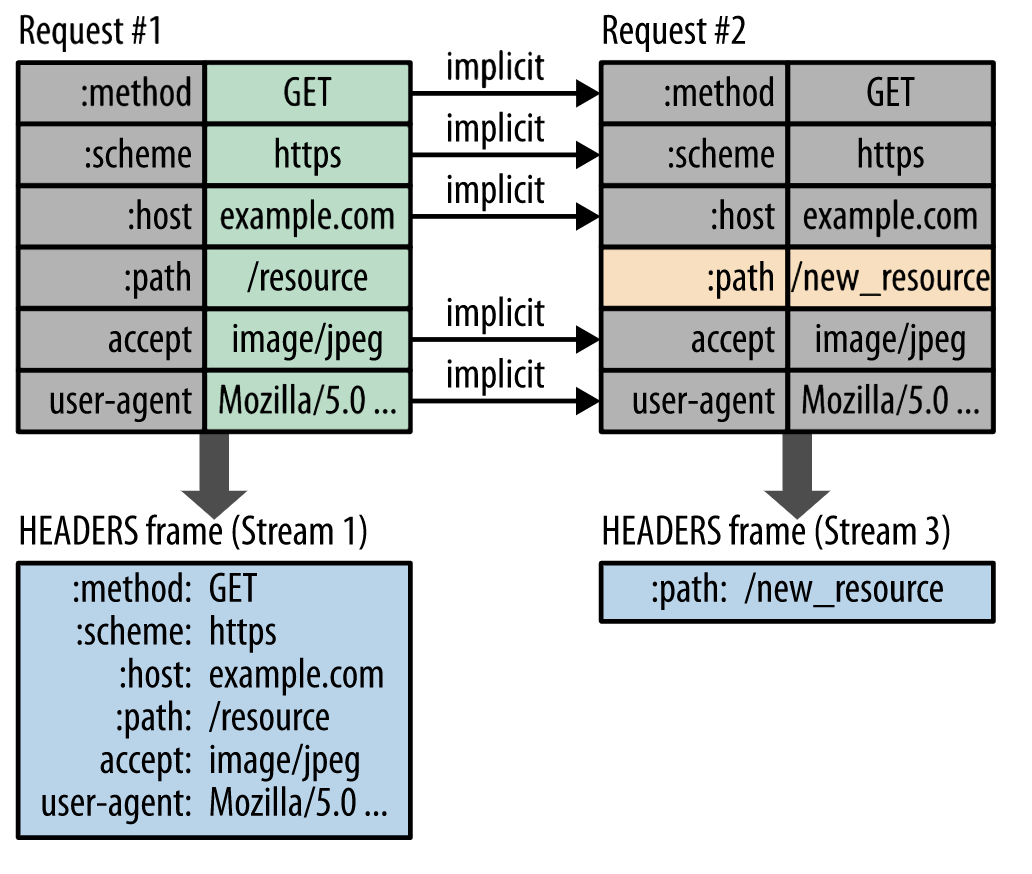 Request #1
:method GET
:scheme https
:host example.com
:path /resource
accept image/jpeg
user-agent Mozilla/5.0 ...
implicit
implicit
implicit
implicit
implicit
Request #2
:method GET
:scheme https
:host example.com
:path /new_resource
accept image/jpeg
user-agent Mozilla/5.0 ...
HEADERS frame (Stream 1)
:method: GET
:scheme: https
:host: example.com
:path: /resource
accept: image/jpeg
user-agent: Mozilla/5.0 ...
HEADERS frame (Stream 3)
:path: /new_resource